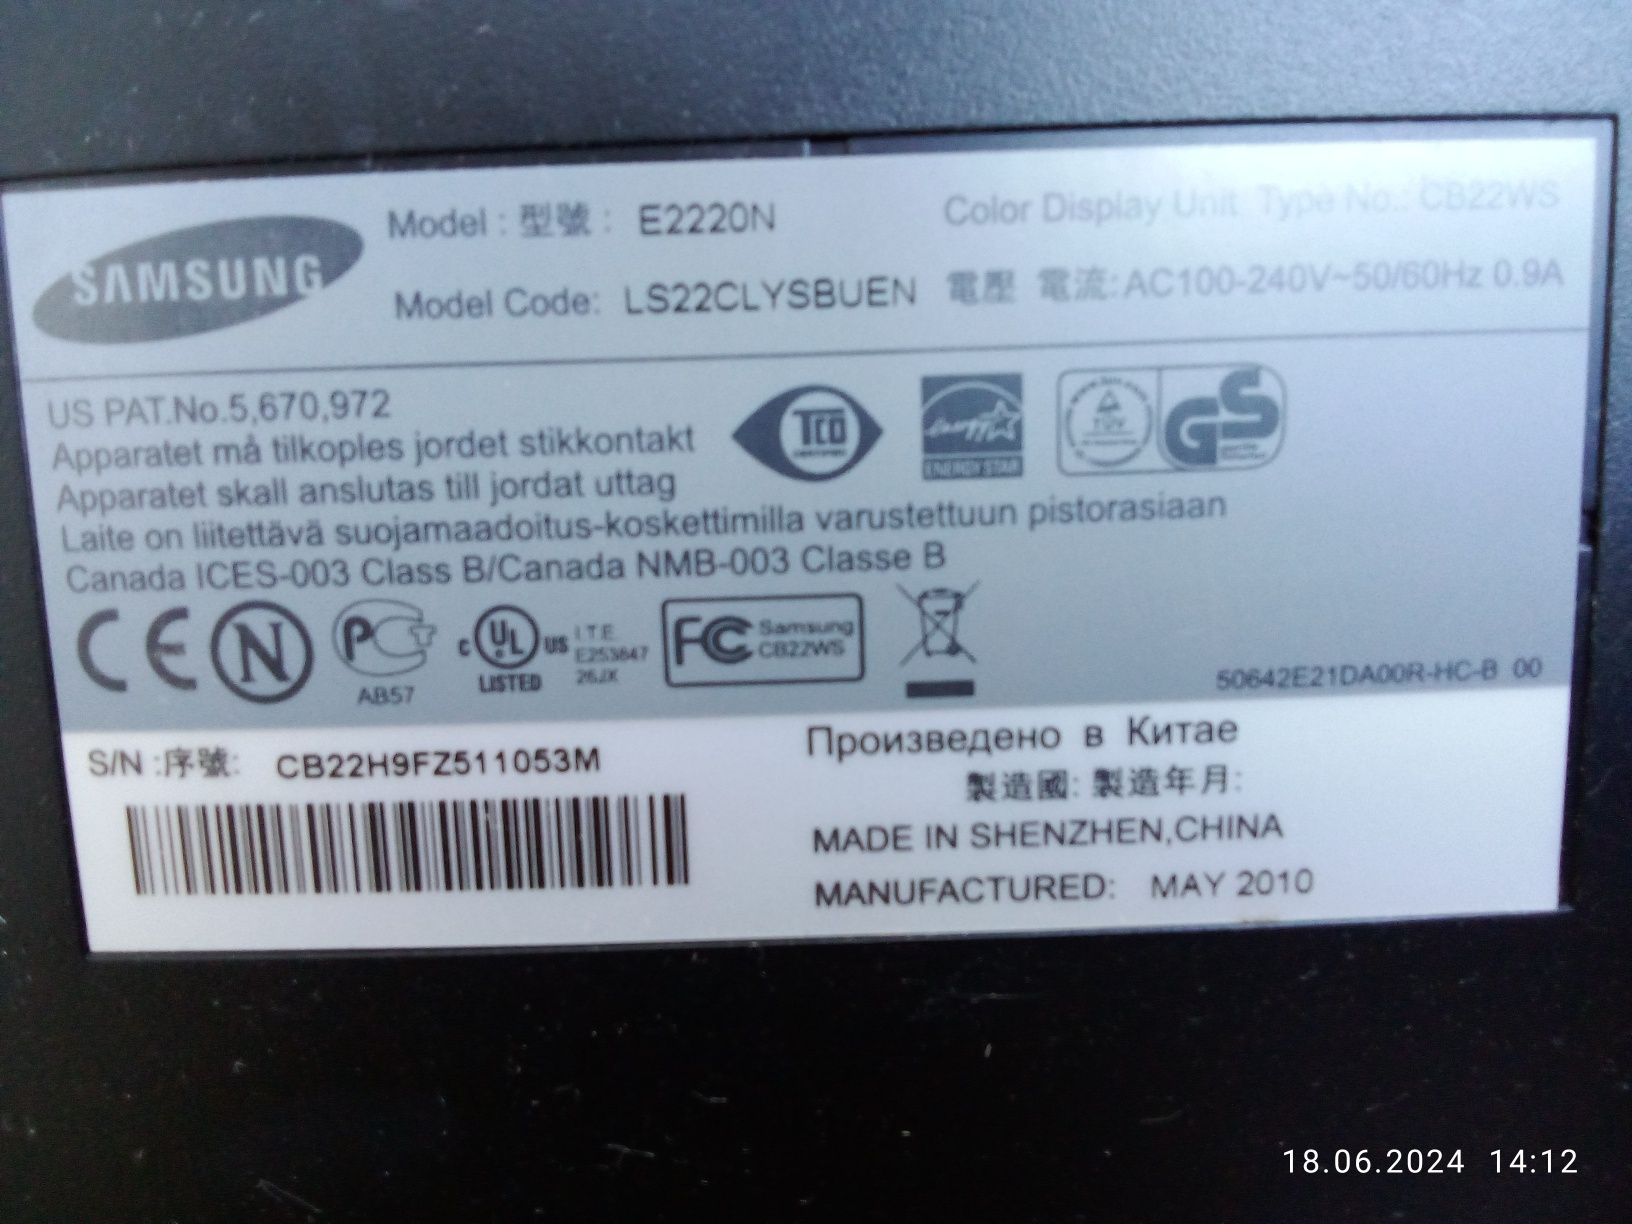 SAMSUNG
Model : 型號 : E2220N
Color Display Unit Type No.: CB22WS
Model Code: LS22CLYSBUEN
電壓 電流:AC100-240V~50/60Hz 0.9A
US PAT.No.5,670,972
Apparatet må tilkoples jordet stikkontakt
Apparatet skall anslutas till jordat uttag
Laite on liitettävä suojamaadoitus-koskettimilla varustettuun pistorasiaan
Canada ICES-003 Class B/Canada NMB-003 Classe B
TCO
ENERGY STAR
TÜV
GS
CE
N
PCT
AB57
C UL US
LISTED
I.T.E.
E253847
26JX
FC
Samsung
CB22WS
50642E21DA00R-HC-B 00
S/N :序號: CB22H9FZ511053M
Произведено в Китае
製造國: 製造年月:
MADE IN SHENZHEN,CHINA
MANUFACTURED: MAY 2010
18.06.2024 14:12